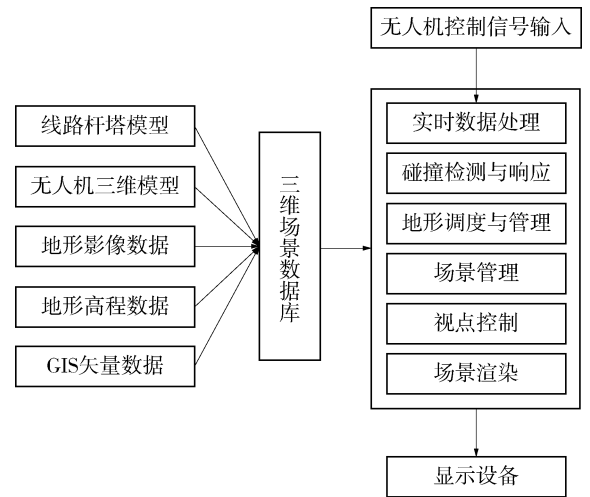 无人机控制信号输入
线路杆塔模型
无人机三维模型
地形影像数据
地形高程数据
GIS矢量数据
三维场景数据库
实时数据处理
碰撞检测与响应
地形调度与管理
场景管理
视点控制
场景渲染
显示设备